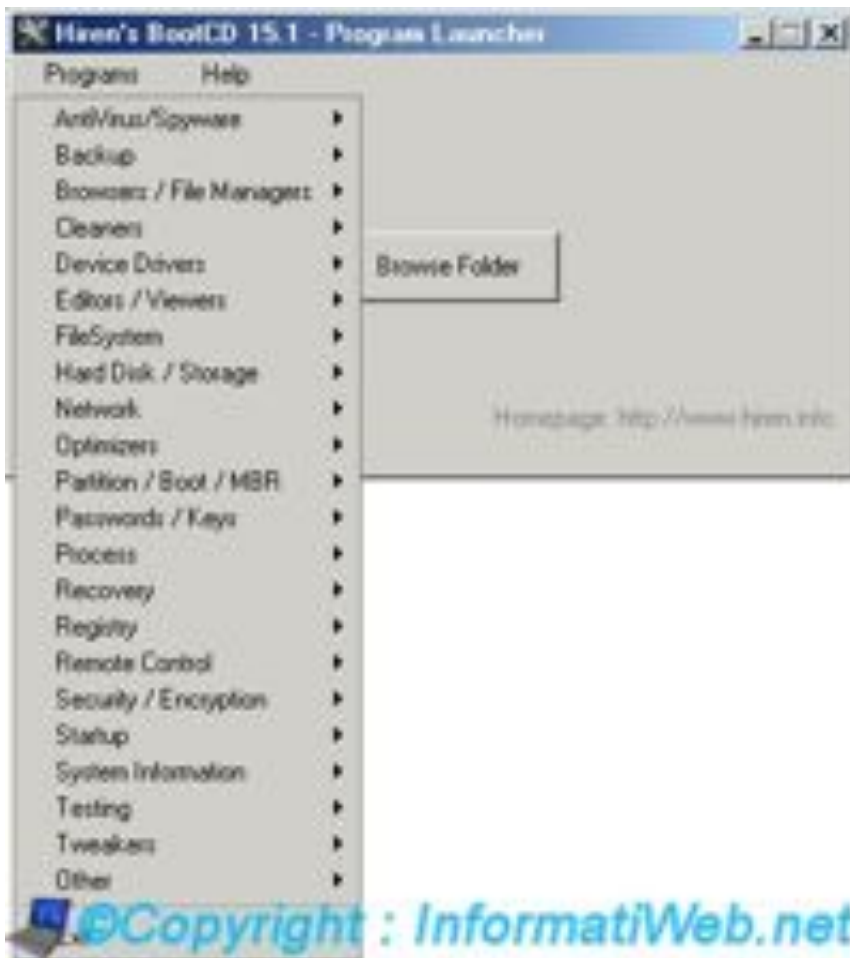 Hiren's BootCD 15.1 - Program Launcher
Programs Help
AntiVirus/Spyware
Backup
Browsers / File Managers
Cleaners
Device Drivers
Browse Folder
Editors / Viewers
FileSystem
Hard Disk / Storage
Network
Homepage: http://www.hiren.info
Optimizers
Partition / Boot / MBR
Passwords / Keys
Process
Recovery
Registry
Remote Control
Security / Encryption
Startup
System Information
Testing
Tweakers
Other
©Copyright : InformatiWeb.net